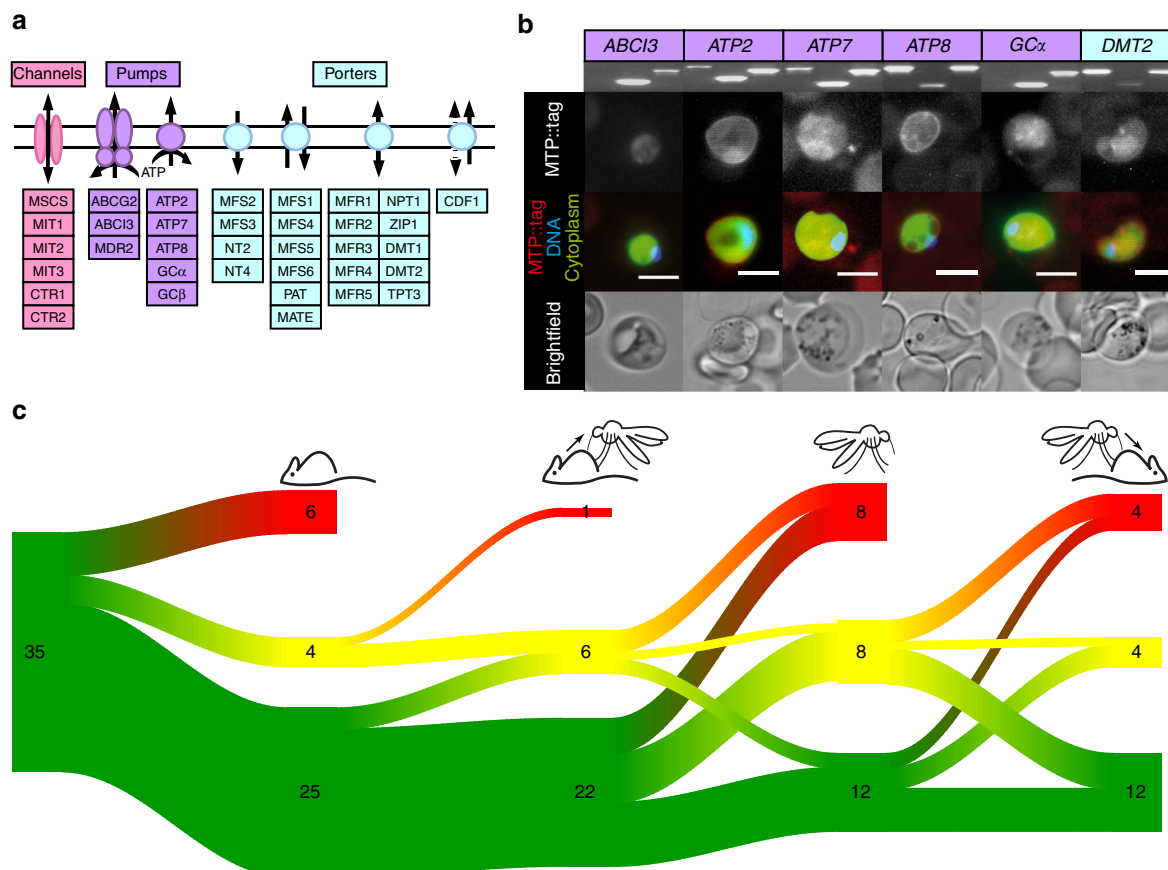 a
Channels Pumps Porters
ATP
MSCS
MIT1
MIT2
MIT3
CTR1
CTR2
ABCG2
ABCI3
MDR2
ATP2
ATP7
ATP8
GCα
GCβ
MFS2
MFS3
NT2
NT4
MFS1
MFS4
MFS5
MFS6
PAT
MATE
MFR1 NPT1
MFR2 ZIP1
MFR3 DMT1
MFR4 DMT2
MFR5 TPT3
CDF1
b
ABCI3 ATP2 ATP7 ATP8 GCα DMT2
MTP::tag
MTP::tag
DNA
Cytoplasm
Brightfield
c
6 1 8 4
35 4 6 8 4
25 22 12 12